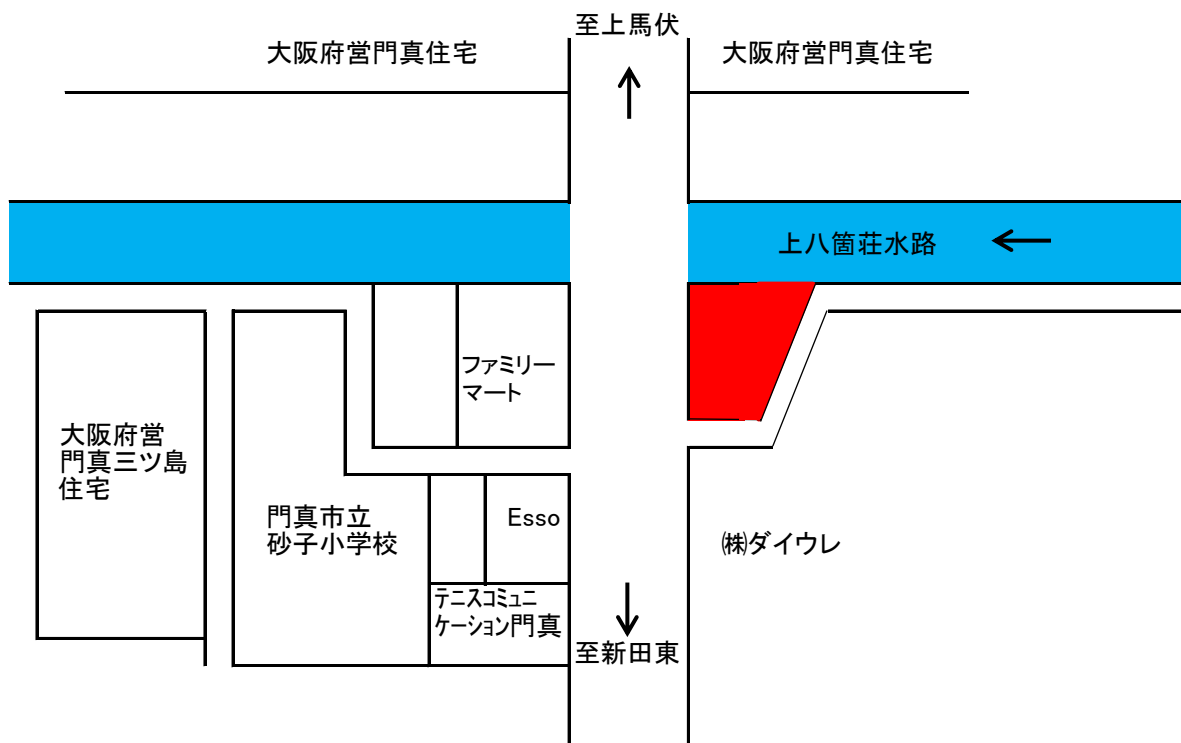 至上馬伏
大阪府営門真住宅
大阪府営門真住宅
上八箇荘水路
ファミリー
マート
大阪府営
門真三ツ島
住宅
門真市立
砂子小学校
Esso
㈱ダイウレ
テニスコミュニ
ケーション門真
至新田東